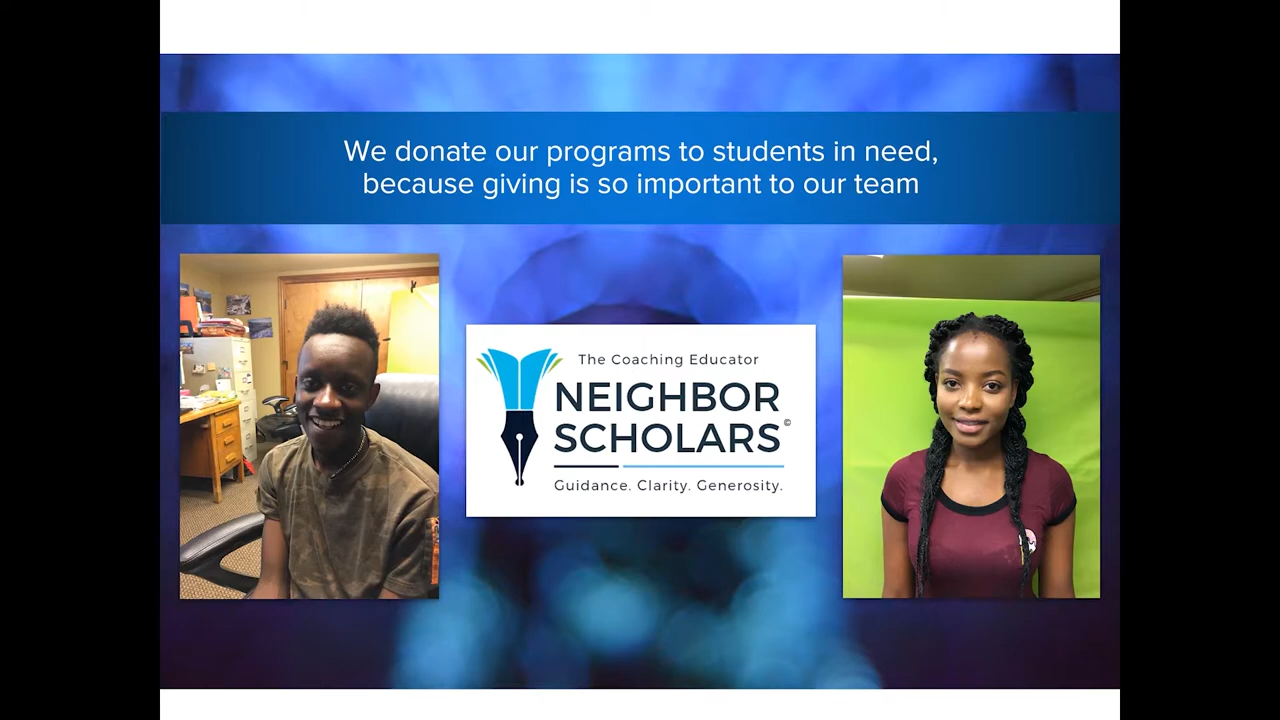 We donate our programs to students in need,
because giving is so important to our team
The Coaching Educator
NEIGHBOR
SCHOLARS©
Guidance. Clarity. Generosity.